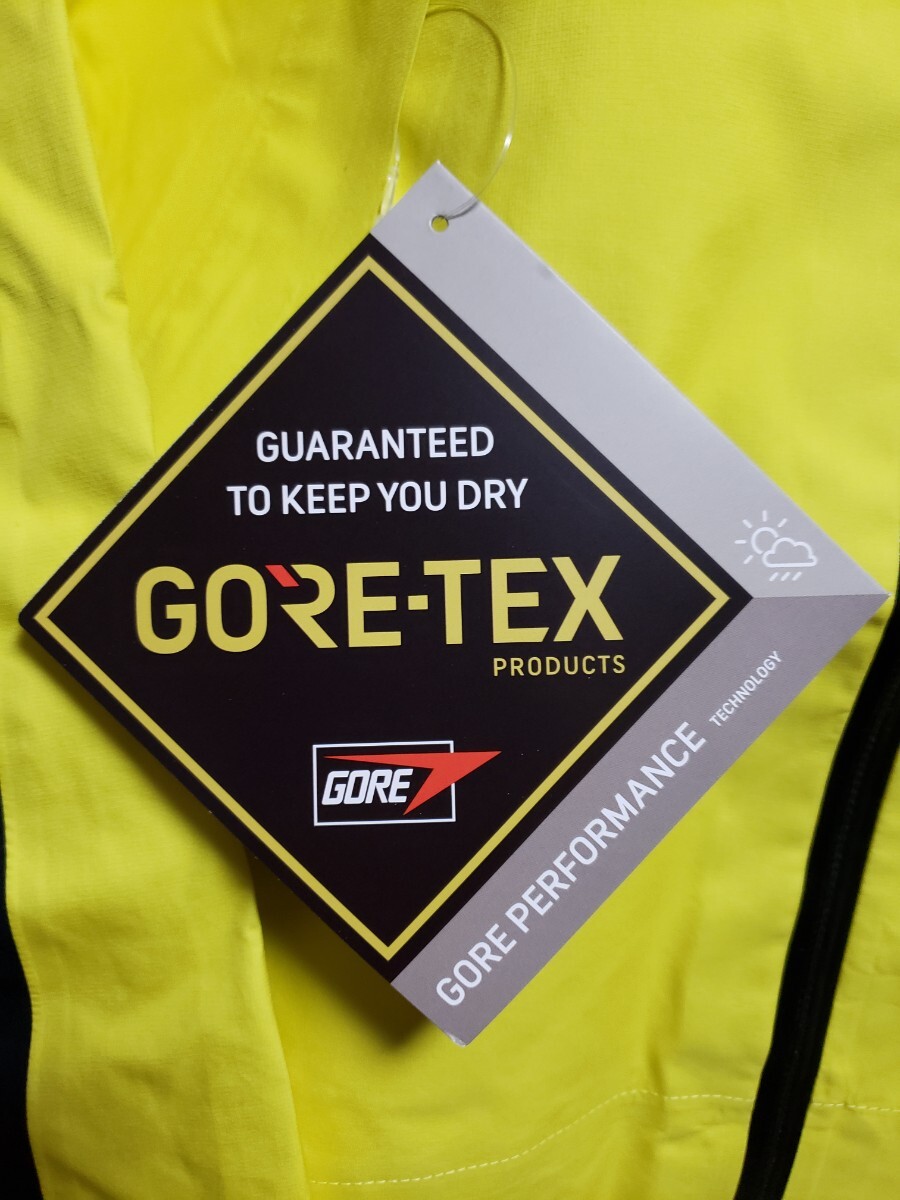 GUARANTEED
TO KEEP YOU DRY
GORE-TEX
PRODUCTS
GORE
GORE PERFORMANCE TECHNOLOGY